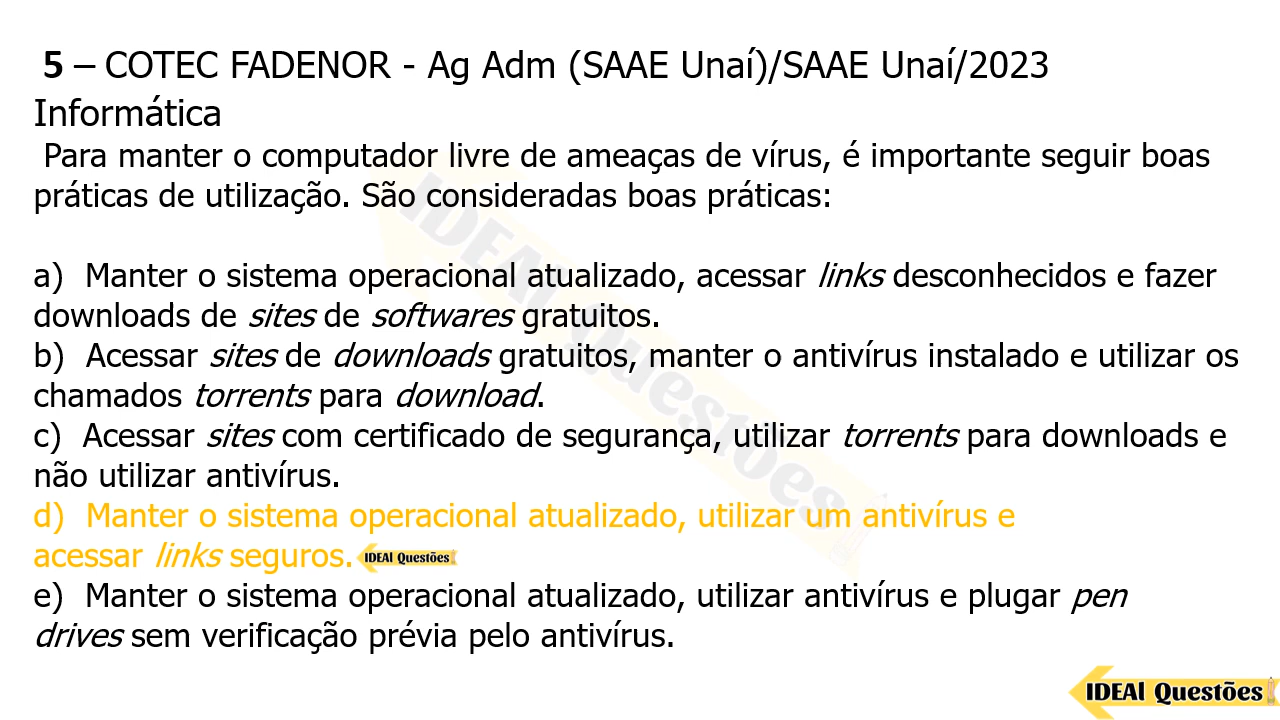 5 – COTEC FADENOR - Ag Adm (SAAE Unaí)/SAAE Unaí/2023
Informática
Para manter o computador livre de ameaças de vírus, é importante seguir boas
práticas de utilização. São consideradas boas práticas:
a) Manter o sistema operacional atualizado, acessar links desconhecidos e fazer
downloads de sites de softwares gratuitos.
b) Acessar sites de downloads gratuitos, manter o antivírus instalado e utilizar os
chamados torrents para download.
c) Acessar sites com certificado de segurança, utilizar torrents para downloads e
não utilizar antivírus.
d) Manter o sistema operacional atualizado, utilizar um antivírus e
acessar links seguros. IDEAl Questões
e) Manter o sistema operacional atualizado, utilizar antivírus e plugar pen
drives sem verificação prévia pelo antivírus.
IDEAl Questões
IDEAl Questões